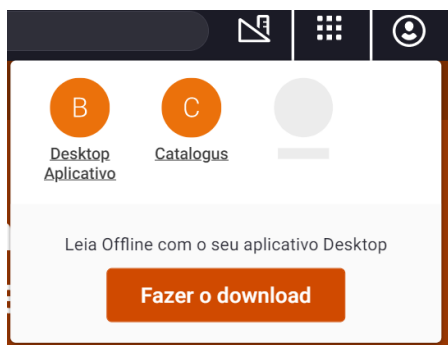 B
C
Desktop
Aplicativo
Catalogus
Leia Offline com o seu aplicativo Desktop
Fazer o download